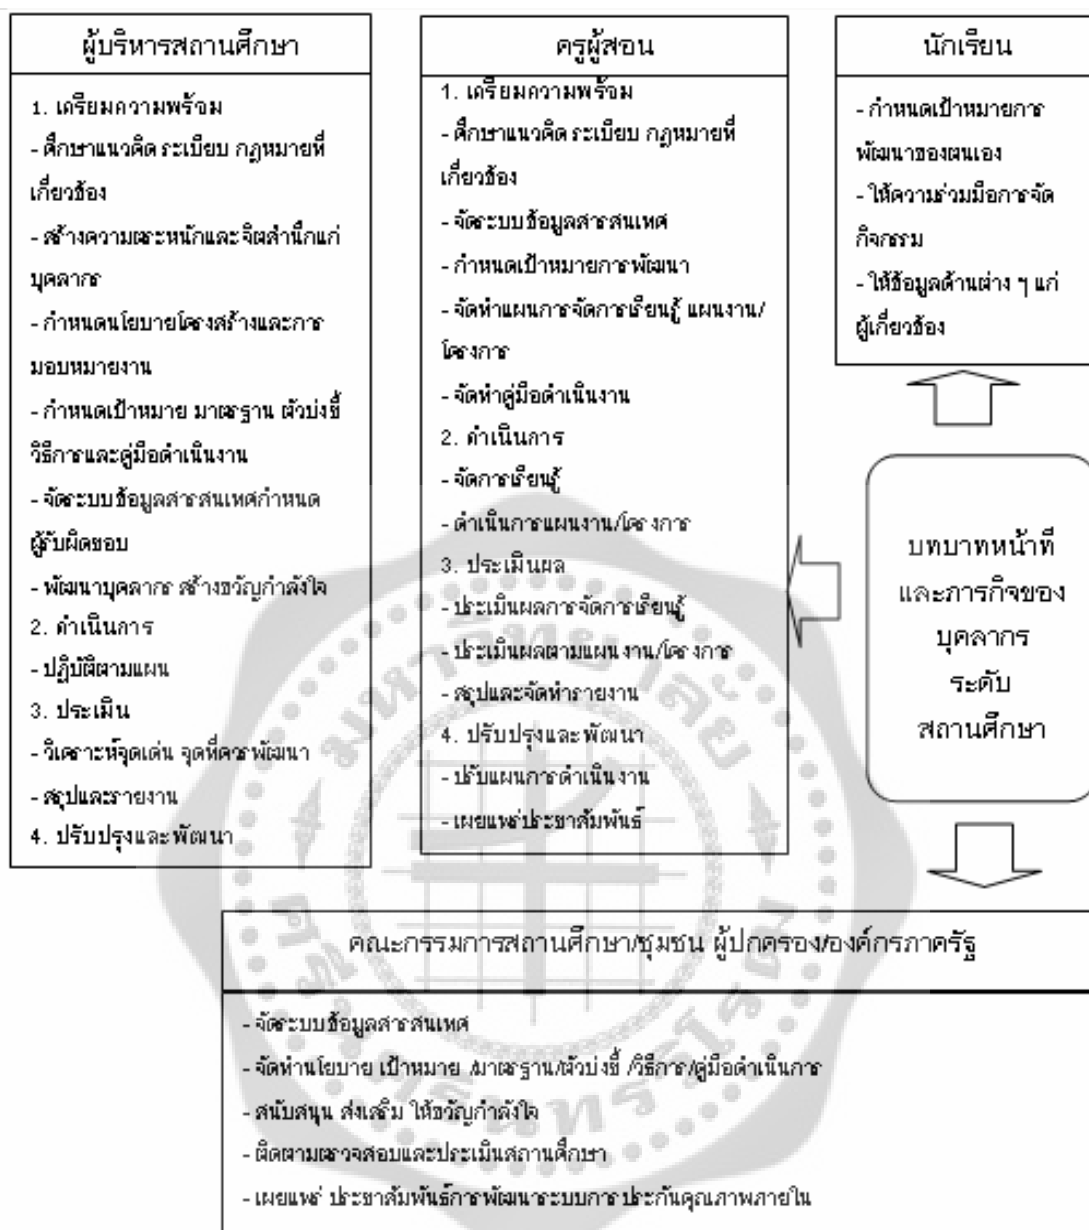 ผู้บริหารสถานศึกษา
1. เตรียมความพร้อม
- ศึกษาแนวคิด ระเบียบ กฎหมายที่
เกี่ยวข้อง
- สร้างความตระหนักและจิตสำนึกแก่
บุคลากร
- กำหนดนโยบายโครงสร้างและการ
มอบหมายงาน
- กำหนดเป้าหมาย มาตรฐาน ตัวบ่งชี้
วิธีการและคู่มือดำเนินงาน
- จัดระบบข้อมูลสารสนเทศกำหนด
ผู้รับผิดชอบ
- พัฒนาบุคลากร สร้างขวัญกำลังใจ
2. ดำเนินการ
- ปฏิบัติตามแผน
3. ประเมิน
- วิเคราะห์จุดเด่น จุดที่ควรพัฒนา
- สรุปและรายงาน
4. ปรับปรุงและพัฒนา
ครูผู้สอน
1. เตรียมความพร้อม
- ศึกษาแนวคิด ระเบียบ กฎหมายที่
เกี่ยวข้อง
- จัดระบบข้อมูลสารสนเทศ
- กำหนดเป้าหมายการพัฒนา
- จัดทำแผนการจัดการเรียนรู้ แผนงาน/
โครงการ
- จัดทำคู่มือดำเนินงาน
2. ดำเนินการ
- จัดการเรียนรู้
- ดำเนินการแผนงาน/โครงการ
3. ประเมินผล
- ประเมินผลการจัดการเรียนรู้
- ประเมินผลตามแผนงาน/โครงการ
- สรุปและจัดทำรายงาน
4. ปรับปรุงและพัฒนา
- ปรับแผนการดำเนินงาน
- เผยแพร่ประชาสัมพันธ์
นักเรียน
- กำหนดเป้าหมายการ
พัฒนาของตนเอง
- ให้ความร่วมมือการจัด
กิจกรรม
- ให้ข้อมูลด้านต่าง ๆ แก่
ผู้เกี่ยวข้อง
บทบาทหน้าที่
และภารกิจของ
บุคลากร
ระดับ
สถานศึกษา
คณะกรรมการสถานศึกษา/ชุมชน ผู้ปกครอง/องค์กรภาครัฐ
- จัดระบบข้อมูลสารสนเทศ
- จัดทำนโยบาย เป้าหมาย /มาตรฐาน/ตัวบ่งชี้ /วิธีการ/คู่มือดำเนินการ
- สนับสนุน ส่งเสริม ให้ขวัญกำลังใจ
- ติดตามตรวจสอบและประเมินสถานศึกษา
- เผยแพร่ ประชาสัมพันธ์การพัฒนาระบบการประกันคุณภาพภายใน
มหาวิทยาลัย
ศรีนครินทรวิโรฒ